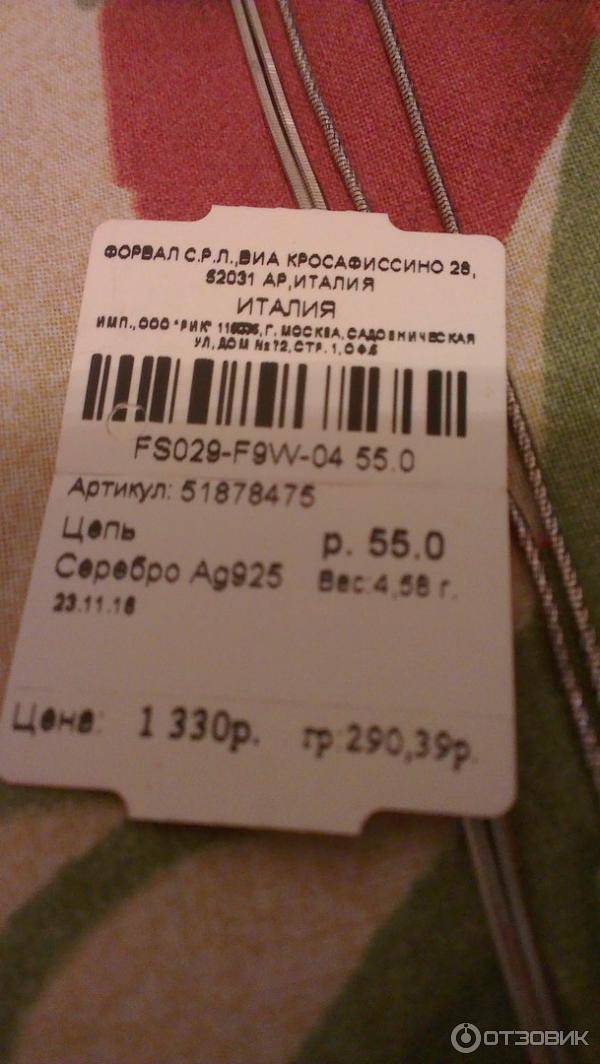 ФОРВАЛ С.Р.Л.,ВИА КРОСАФИССИНО 28,
52031 АР,ИТАЛИЯ
ИТАЛИЯ
ИМП.,ООО "РИК" Г. МОСКВА,САДОВНИЧЕСКАЯ
УЛ,ДОМ №72,СТР.1,ОФ.Б
FS029-F9W-04 55.0
Артикул: 51878475
Цепь р. 55.0
Серебро Ag925 Вес:4,58 г.
23.11.16
Цена: 1 330р. гр:290,39р.
ОТЗОВИК